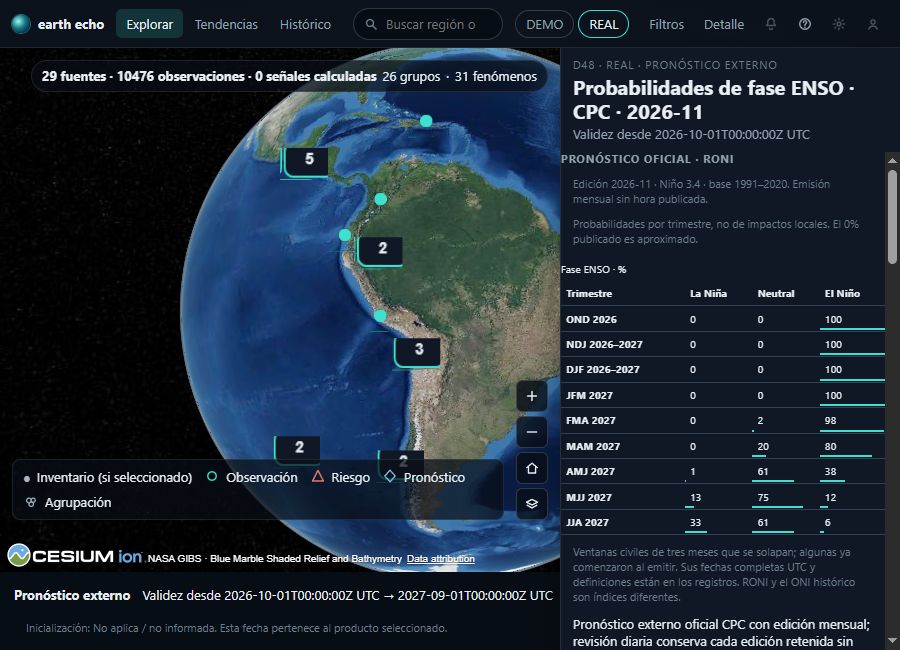 earth echo Explorar Tendencias Histórico Buscar región o DEMO REAL Filtros Detalle
29 fuentes · 10476 observaciones · 0 señales calculadas 26 grupos · 31 fenómenos
5
2
3
2
2
Inventario (si seleccionado) Observación Riesgo Pronóstico
Agrupación
CESIUM ion NASA GIBS · Blue Marble Shaded Relief and Bathymetry Data attribution
Pronóstico externo Validez desde 2026-10-01T00:00:00Z UTC → 2027-09-01T00:00:00Z UTC
Inicialización: No aplica / no informada. Esta fecha pertenece al producto seleccionado.
D48 · REAL · PRONÓSTICO EXTERNO
Probabilidades de fase ENSO ·
CPC · 2026-11
Validez desde 2026-10-01T00:00:00Z UTC
PRONÓSTICO OFICIAL · RONI
Edición 2026-11 · Niño 3.4 · base 1991–2020. Emisión
mensual sin hora publicada.
Probabilidades por trimestre, no de impactos locales. El 0%
publicado es aproximado.
Fase ENSO · %
Trimestre La Niña Neutral El Niño
OND 2026 0 0 100
NDJ 2026–2027 0 0 100
DJF 2026–2027 0 0 100
JFM 2027 0 0 100
FMA 2027 0 2 98
MAM 2027 0 20 80
AMJ 2027 1 61 38
MJJ 2027 13 75 12
JJA 2027 33 61 6
Ventanas civiles de tres meses que se solapan; algunas ya
comenzaron al emitir. Sus fechas completas UTC y
definiciones están en los registros. RONI y el ONI histórico
son índices diferentes.
Pronóstico externo oficial CPC con edición mensual;
revisión diaria conserva cada edición retenida sin